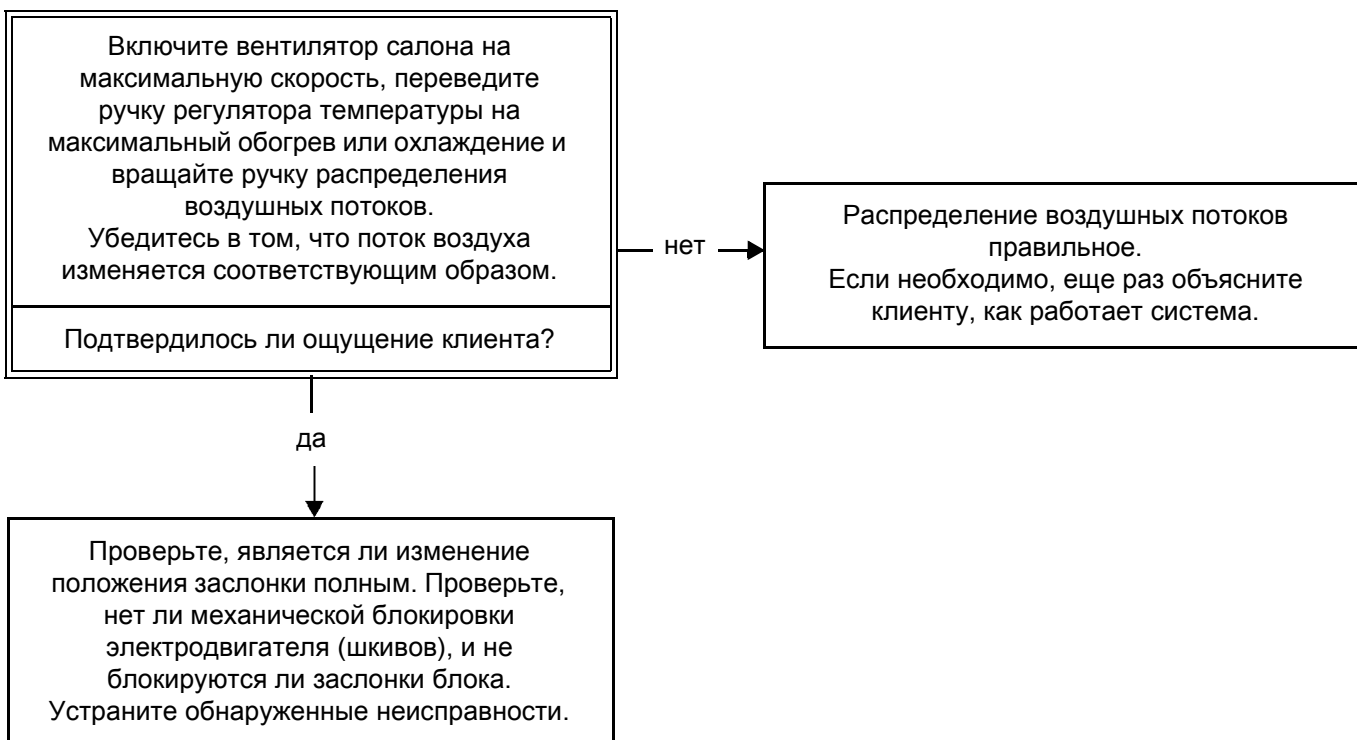 Включите вентилятор салона на
максимальную скорость, переведите
ручку регулятора температуры на
максимальный обогрев или охлаждение и
вращайте ручку распределения
воздушных потоков.
Убедитесь в том, что поток воздуха
изменяется соответствующим образом.
Подтвердилось ли ощущение клиента?
нет
Распределение воздушных потоков
правильное.
Если необходимо, еще раз объясните
клиенту, как работает система.
да
Проверьте, является ли изменение
положения заслонки полным. Проверьте,
нет ли механической блокировки
электродвигателя (шкивов), и не
блокируются ли заслонки блока.
Устраните обнаруженные неисправности.